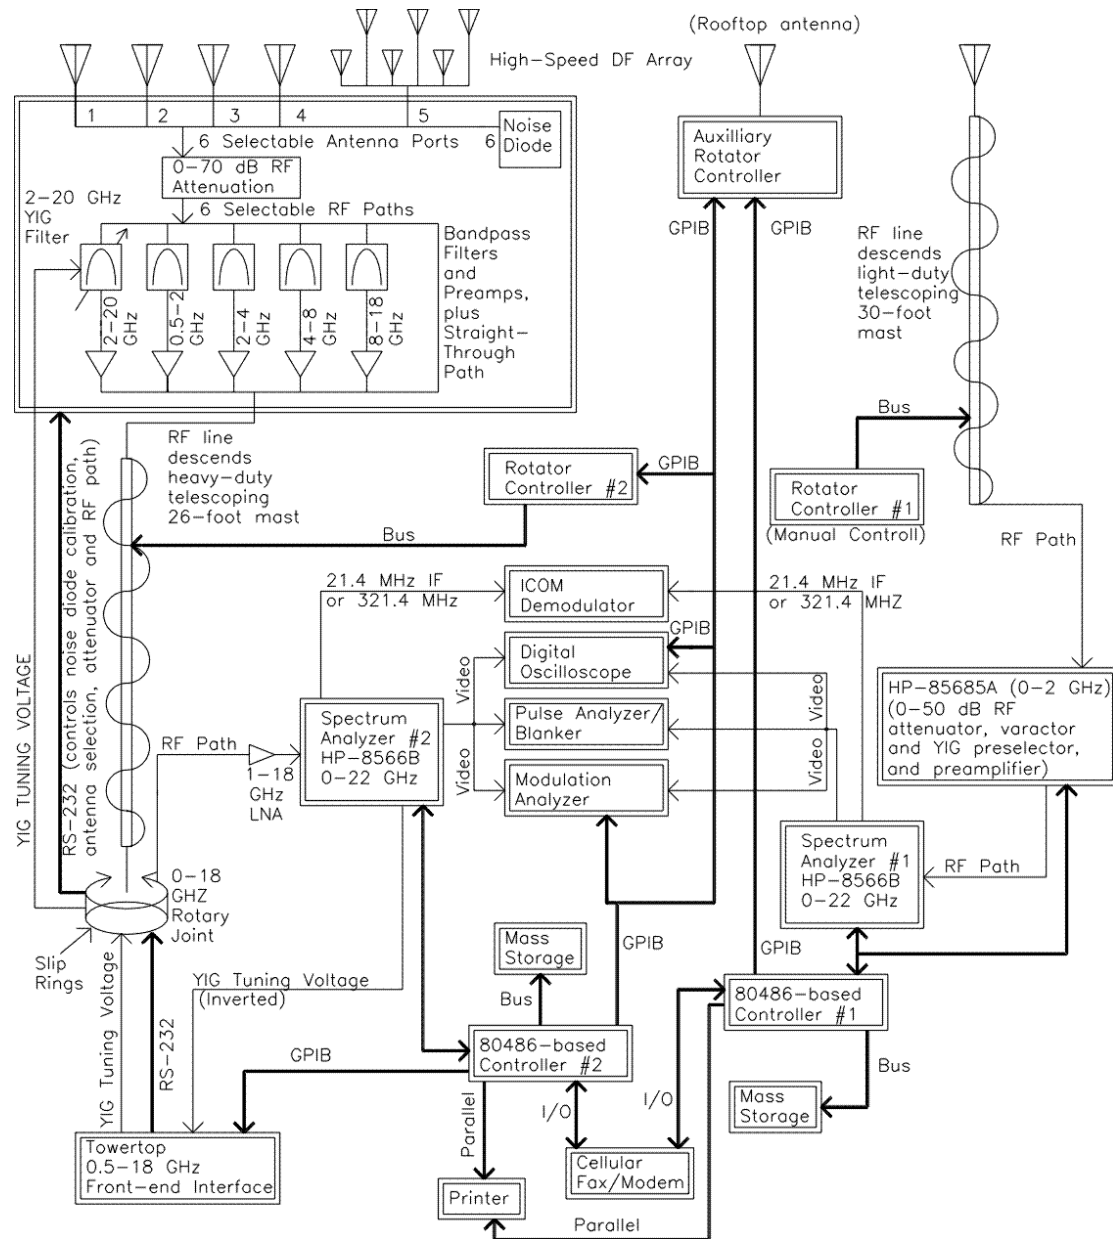 (Rooftop antenna)
High-Speed DF Array
1
2
3
4
5
6
Noise
Diode
6 Selectable Antenna Ports
0-70 dB RF
Attenuation
6 Selectable RF Paths
2-20 GHz
YIG
Filter
Bandpass
Filters
and
Preamps,
plus
Straight-
Through
Path
2-20
GHz
0.5-2
GHz
2-4
GHz
4-8
GHz
8-18
GHz
Auxilliary
Rotator
Controller
GPIB
GPIB
RF line
descends
light-duty
telescoping
30-foot
mast
Bus
RF line
descends
heavy-duty
telescoping
26-foot mast
Rotator
Controller #2
GPIB
Rotator
Controller #1
(Manual Controll)
Bus
RF Path
YIG TUNING VOLTAGE
RS-232 (controls noise diode calibration,
antenna selection, attenuator and RF path)
21.4 MHz IF
or 321.4 MHz
ICOM
Demodulator
21.4 MHz IF
or 321.4 MHZ
GPIB
Digital
Oscilloscope
Video
Video
Pulse Analyzer/
Blanker
Modulation
Analyzer
Video
Video
HP-85685A (0-2 GHz)
(0-50 dB RF
attenuator, varactor
and YIG preselector,
and preamplifier)
Spectrum
Analyzer #2
HP-8566B
0-22 GHz
RF Path
1-18
GHz
LNA
Spectrum
Analyzer #1
HP-8566B
0-22 GHz
RF Path
0-18
GHZ
Rotary
Joint
Slip
Rings
YIG Tuning Voltage
RS-232
YIG Tuning Voltage
(Inverted)
Mass
Storage
Bus
GPIB
GPIB
80486-based
Controller #1
80486-based
Controller #2
GPIB
Bus
I/O
I/O
Mass
Storage
Parallel
Towertop
0.5-18 GHz
Front-end Interface
Cellular
Fax/Modem
Printer
Parallel